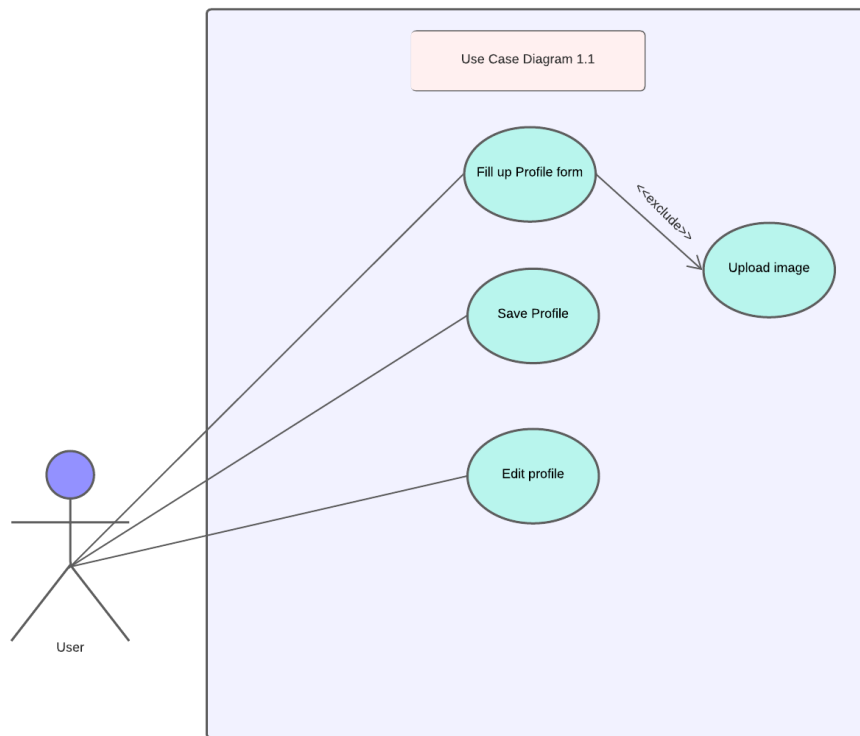 Use Case Diagram 1.1
Fill up Profile form
<<exclude>>
Upload image
Save Profile
Edit profile
User